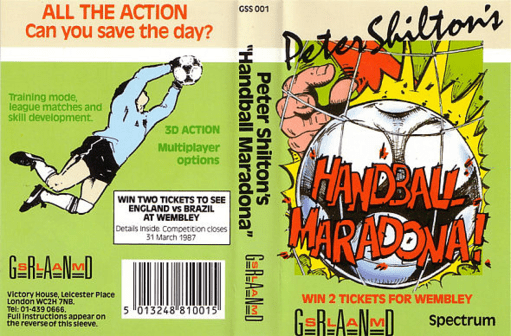 ALL THE ACTION
Can you save the day?
Training mode,
league matches and
skill development.
3D ACTION
Multiplayer
options
WIN TWO TICKETS TO SEE
ENGLAND vs BRAZIL
AT WEMBLEY
Details Inside. Competition closes
31 March 1987
GRANDSLAM
Victory House, Leicester Place
London WC2H 7NB.
Tel: 01-439 0666.
Full Instructions appear on
the reverse of this sleeve.
5 013248 810015
GSS 001
Peter Shilton's
"Handball Maradona"
GRANDSLAM
Peter Shilton's
HANDBALL
MARADONA!
WIN 2 TICKETS FOR WEMBLEY
GRANDSLAM
Spectrum